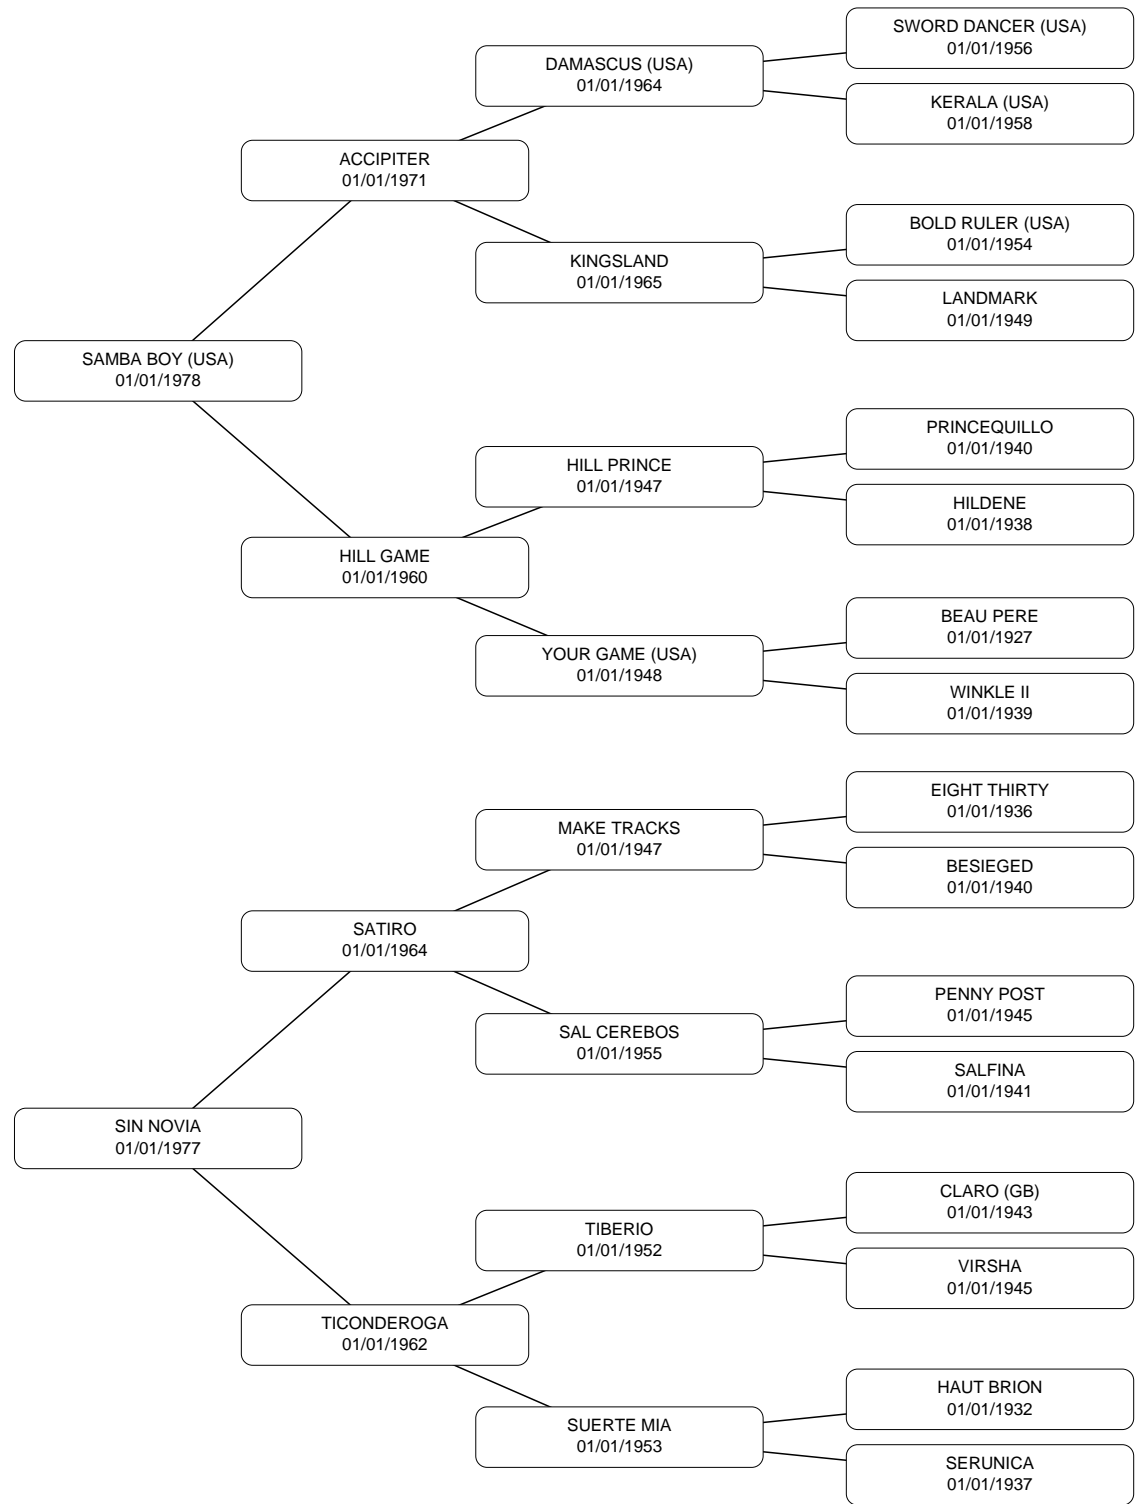 SWORD DANCER (USA)
01/01/1956
DAMASCUS (USA)
01/01/1964
KERALA (USA)
01/01/1958
ACCIPITER
01/01/1971
BOLD RULER (USA)
01/01/1954
KINGSLAND
01/01/1965
LANDMARK
01/01/1949
SAMBA BOY (USA)
01/01/1978
PRINCEQUILLO
01/01/1940
HILL PRINCE
01/01/1947
HILDENE
01/01/1938
HILL GAME
01/01/1960
BEAU PERE
01/01/1927
YOUR GAME (USA)
01/01/1948
WINKLE II
01/01/1939
EIGHT THIRTY
01/01/1936
MAKE TRACKS
01/01/1947
BESIEGED
01/01/1940
SATIRO
01/01/1964
PENNY POST
01/01/1945
SAL CEREBOS
01/01/1955
SALFINA
01/01/1941
SIN NOVIA
01/01/1977
CLARO (GB)
01/01/1943
TIBERIO
01/01/1952
VIRSHA
01/01/1945
TICONDEROGA
01/01/1962
HAUT BRION
01/01/1932
SUERTE MIA
01/01/1953
SERUNICA
01/01/1937